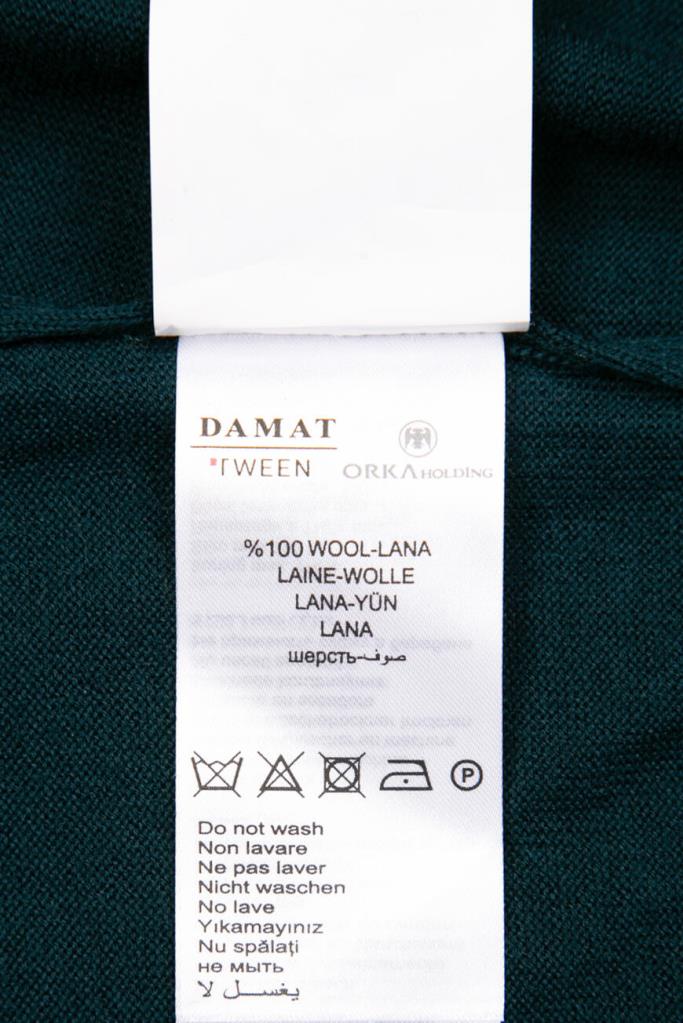 DAMAT
TWEEN
ORKA HOLDING
%100 WOOL-LANA
LAINE-WOLLE
LANA-YÜN
LANA
шерсть-صوف
P
Do not wash
Non lavare
Ne pas laver
Nicht waschen
No lave
Yıkamayınız
Nu spălaţi
не мыть
يغسل لا